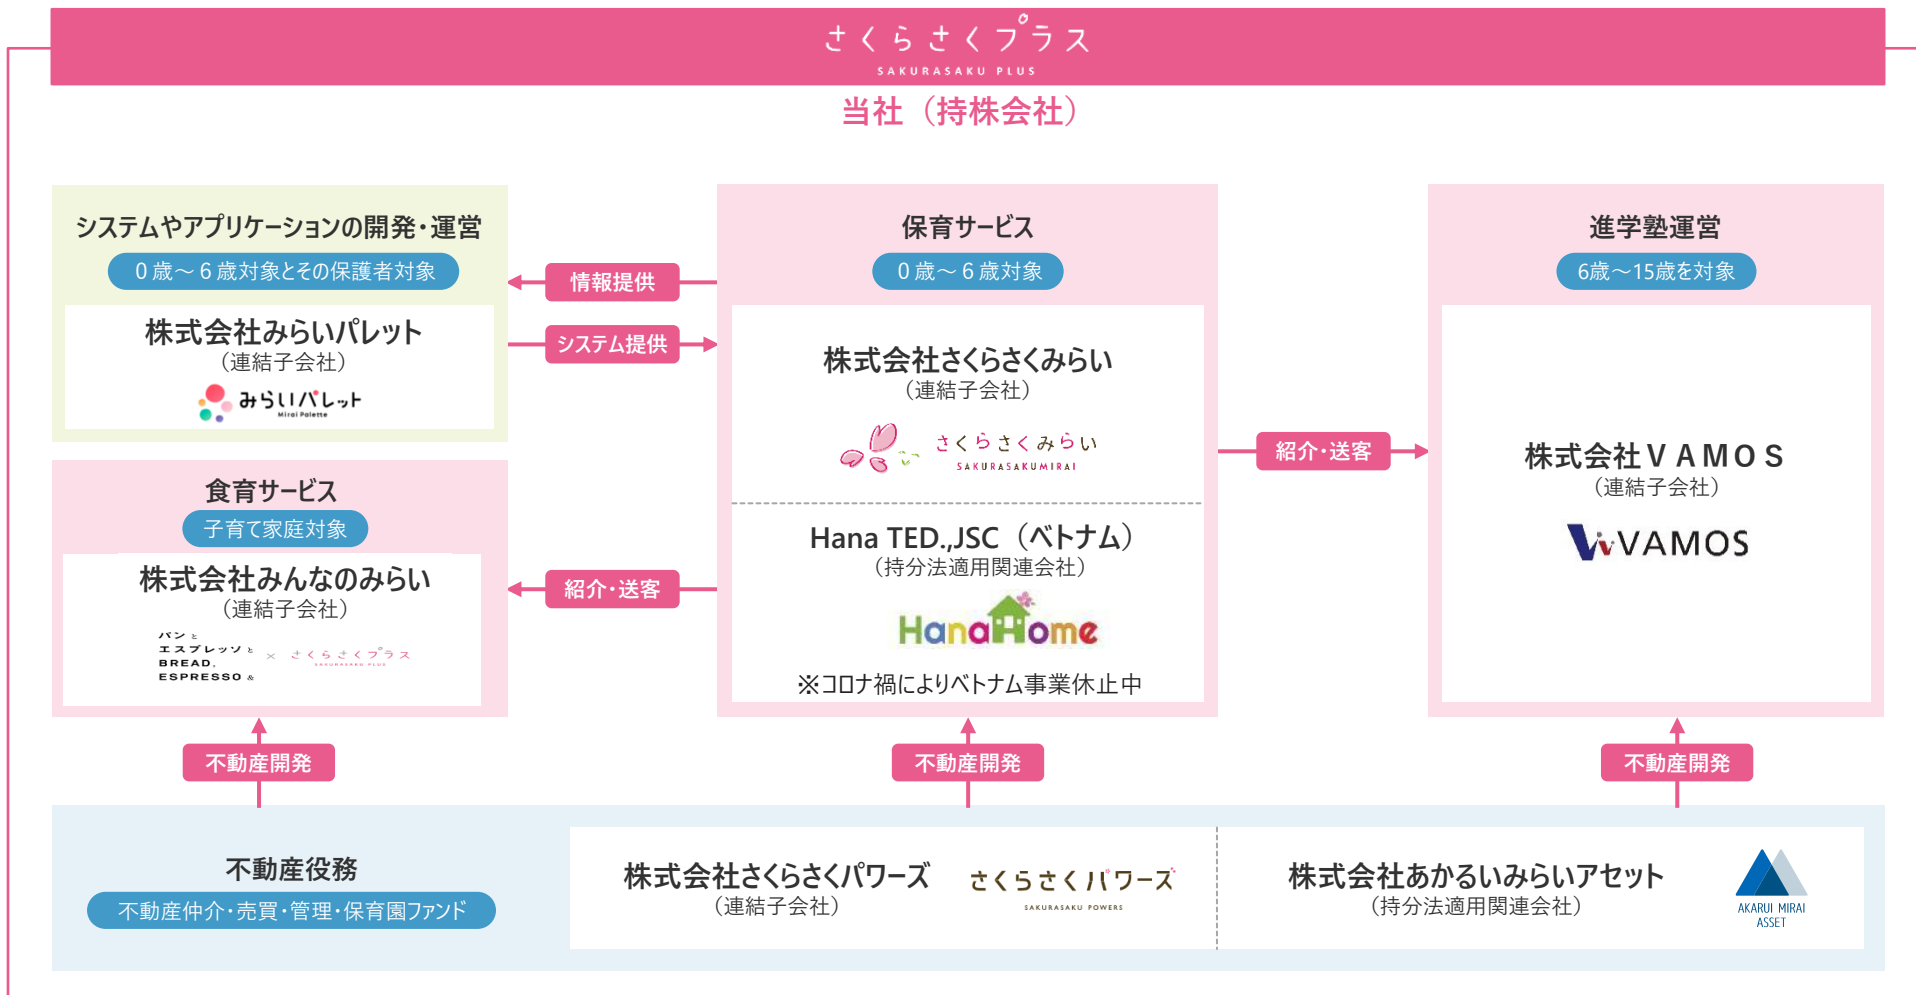 さくらさくプラス
SAKURASAKU PLUS
当社（持株会社）
システムやアプリケーションの開発・運営
０歳～６歳対象とその保護者対象
株式会社みらいパレット
（連結子会社）
みらいパレット
Mirai Palette
情報提供
システム提供
保育サービス
０歳～６歳対象
株式会社さくらさくみらい
（連結子会社）
さくらさくみらい
SAKURASAKUMIRAI
Hana TED.,JSC（ベトナム）
（持分法適用関連会社）
HanaHome
※コロナ禍によりベトナム事業休止中
紹介・送客
進学塾運営
6歳～15歳を対象
株式会社ＶＡＭＯＳ
（連結子会社）
VAMOS
食育サービス
子育て家庭対象
株式会社みんなのみらい
（連結子会社）
パンと
エスプレッソと
BREAD,
ESPRESSO &
×
さくらさくプラス
SAKURASAKU PLUS
紹介・送客
不動産開発
不動産開発
不動産開発
不動産役務
不動産仲介・売買・管理・保育園ファンド
株式会社さくらさくパワーズ
（連結子会社）
さくらさくパワーズ
SAKURASAKU POWERS
株式会社あかるいみらいアセット
（持分法適用関連会社）
AKARUI MIRAI
ASSET